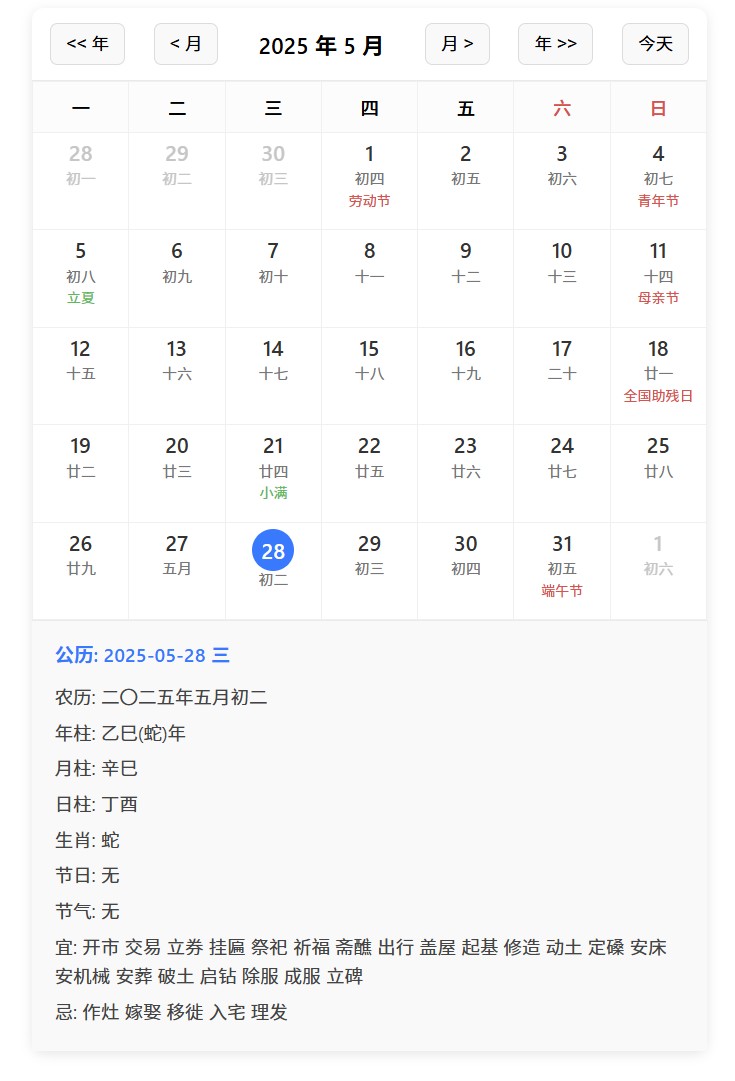 << 年 < 月 2025 年 5 月 月 > 年 >> 今天
一 二 三 四 五 六 日
28 29 30 1 2 3 4
初一 初二 初三 初四 初五 初六 初七
劳动节 青年节
5 6 7 8 9 10 11
初八 初九 初十 十一 十二 十三 十四
立夏 母亲节
12 13 14 15 16 17 18
十五 十六 十七 十八 十九 二十 廿一
全国助残日
19 20 21 22 23 24 25
廿二 廿三 廿四 廿五 廿六 廿七 廿八
小满
26 27 28 29 30 31 1
廿九 五月 初二 初三 初四 初五 初六
端午节
公历: 2025-05-28 三
农历: 二〇二五年五月初二
年柱: 乙巳(蛇)年
月柱: 辛巳
日柱: 丁酉
生肖: 蛇
节日: 无
节气: 无
宜: 开市 交易 立券 挂匾 祭祀 祈福 斋醮 出行 盖屋 起基 修造 动土 定磉 安床
安机械 安葬 破土 启钻 除服 成服 立碑
忌: 作灶 嫁娶 移徙 入宅 理发